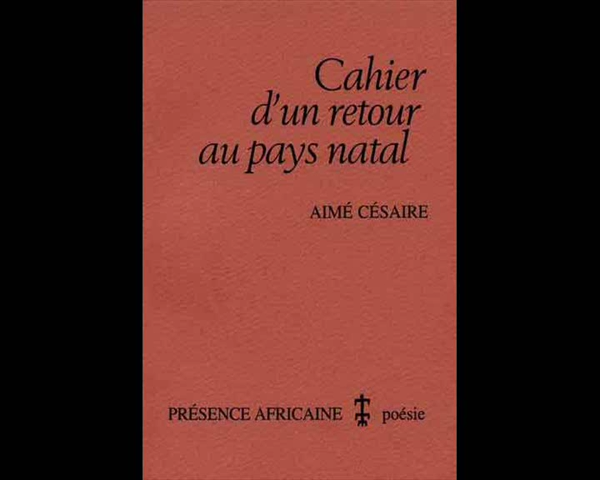 Cahier
d'un retour
au pays natal
AIMÉ CÉSAIRE
PRÉSENCE AFRICAINE poésie